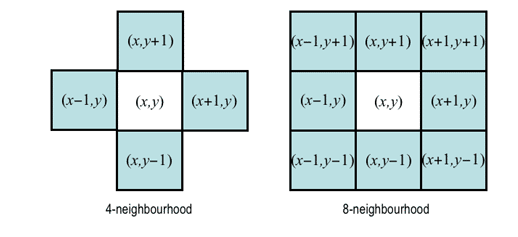 (x,y+1)
(x−1,y) (x,y) (x+1,y)
(x,y−1)
4-neighbourhood
(x−1,y+1) (x,y+1) (x+1,y+1)
(x−1,y) (x,y) (x+1,y)
(x−1,y−1) (x,y−1) (x+1,y−1)
8-neighbourhood